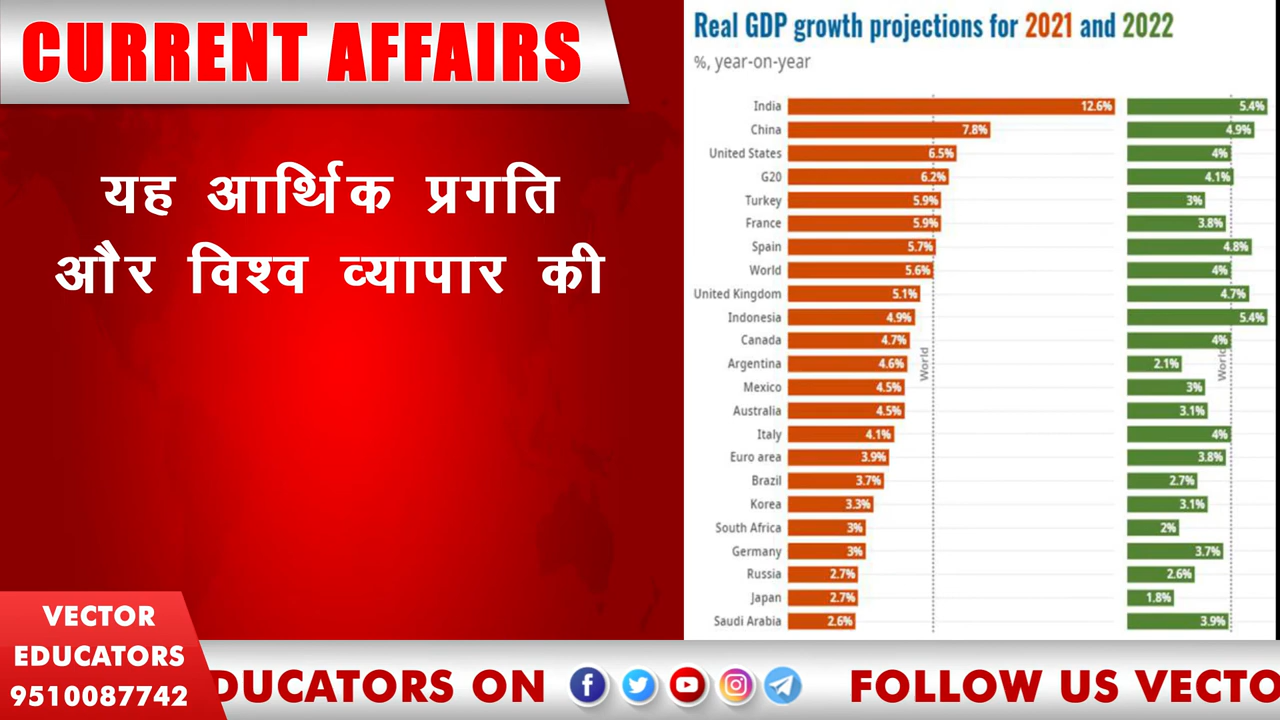 CURRENT AFFAIRS
यह आर्थिक प्रगति
और विश्व व्यापार की
Real GDP growth projections for 2021 and 2022
%, year-on-year
India 12.6% 5.4%
China 7.8% 4.9%
United States 6.5% 4%
G20 6.2% 4.1%
Turkey 5.9% 3%
France 5.9% 3.8%
Spain 5.7% 4.8%
World 5.6% 4%
United Kingdom 5.1% 4.7%
Indonesia 4.9% 5.4%
Canada 4.7% 4%
Argentina 4.6% 2.1%
Mexico 4.5% 3%
Australia 4.5% 3.1%
Italy 4.1% 4%
Euro area 3.9% 3.8%
Brazil 3.7% 2.7%
Korea 3.3% 3.1%
South Africa 3% 2%
Germany 3% 3.7%
Russia 2.7% 2.6%
Japan 2.7% 1.8%
Saudi Arabia 2.6% 3.9%
World
World
VECTOR
EDUCATORS
9510087742
DUCATORS ON
FOLLOW US VECTO